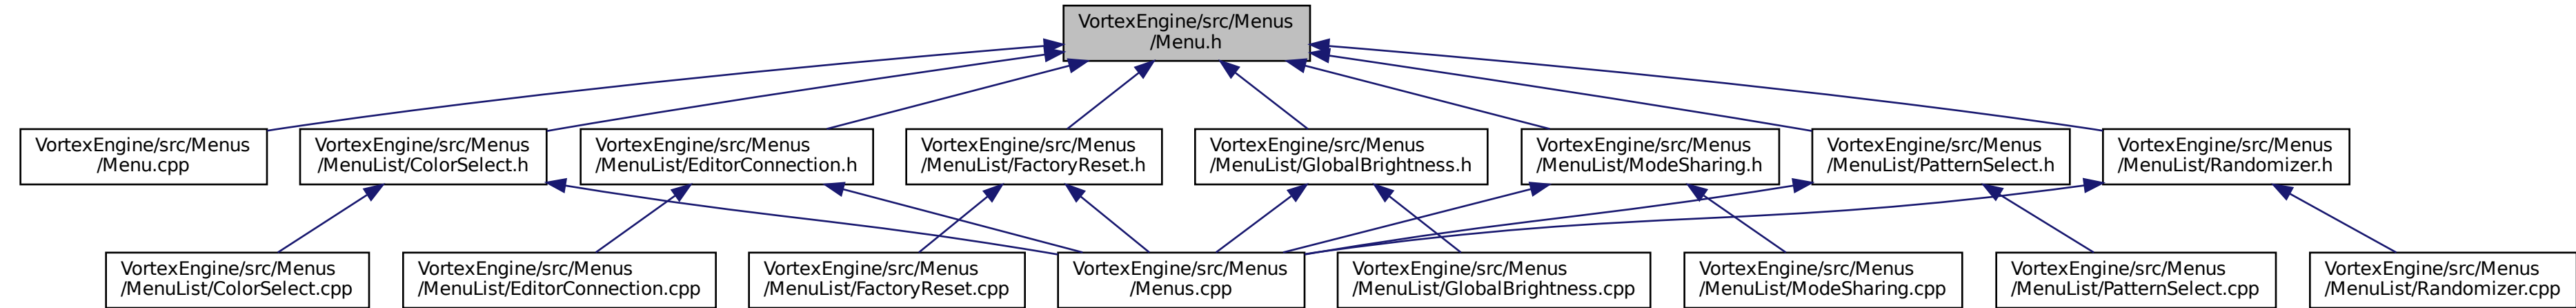 VortexEngine/src/Menus
/Menu.h
VortexEngine/src/Menus
/Menu.cpp
VortexEngine/src/Menus
/MenuList/ColorSelect.h
VortexEngine/src/Menus
/MenuList/EditorConnection.h
VortexEngine/src/Menus
/MenuList/FactoryReset.h
VortexEngine/src/Menus
/MenuList/GlobalBrightness.h
VortexEngine/src/Menus
/MenuList/ModeSharing.h
VortexEngine/src/Menus
/MenuList/PatternSelect.h
VortexEngine/src/Menus
/MenuList/Randomizer.h
VortexEngine/src/Menus
/MenuList/ColorSelect.cpp
VortexEngine/src/Menus
/MenuList/EditorConnection.cpp
VortexEngine/src/Menus
/MenuList/FactoryReset.cpp
VortexEngine/src/Menus
/Menus.cpp
VortexEngine/src/Menus
/MenuList/GlobalBrightness.cpp
VortexEngine/src/Menus
/MenuList/ModeSharing.cpp
VortexEngine/src/Menus
/MenuList/PatternSelect.cpp
VortexEngine/src/Menus
/MenuList/Randomizer.cpp